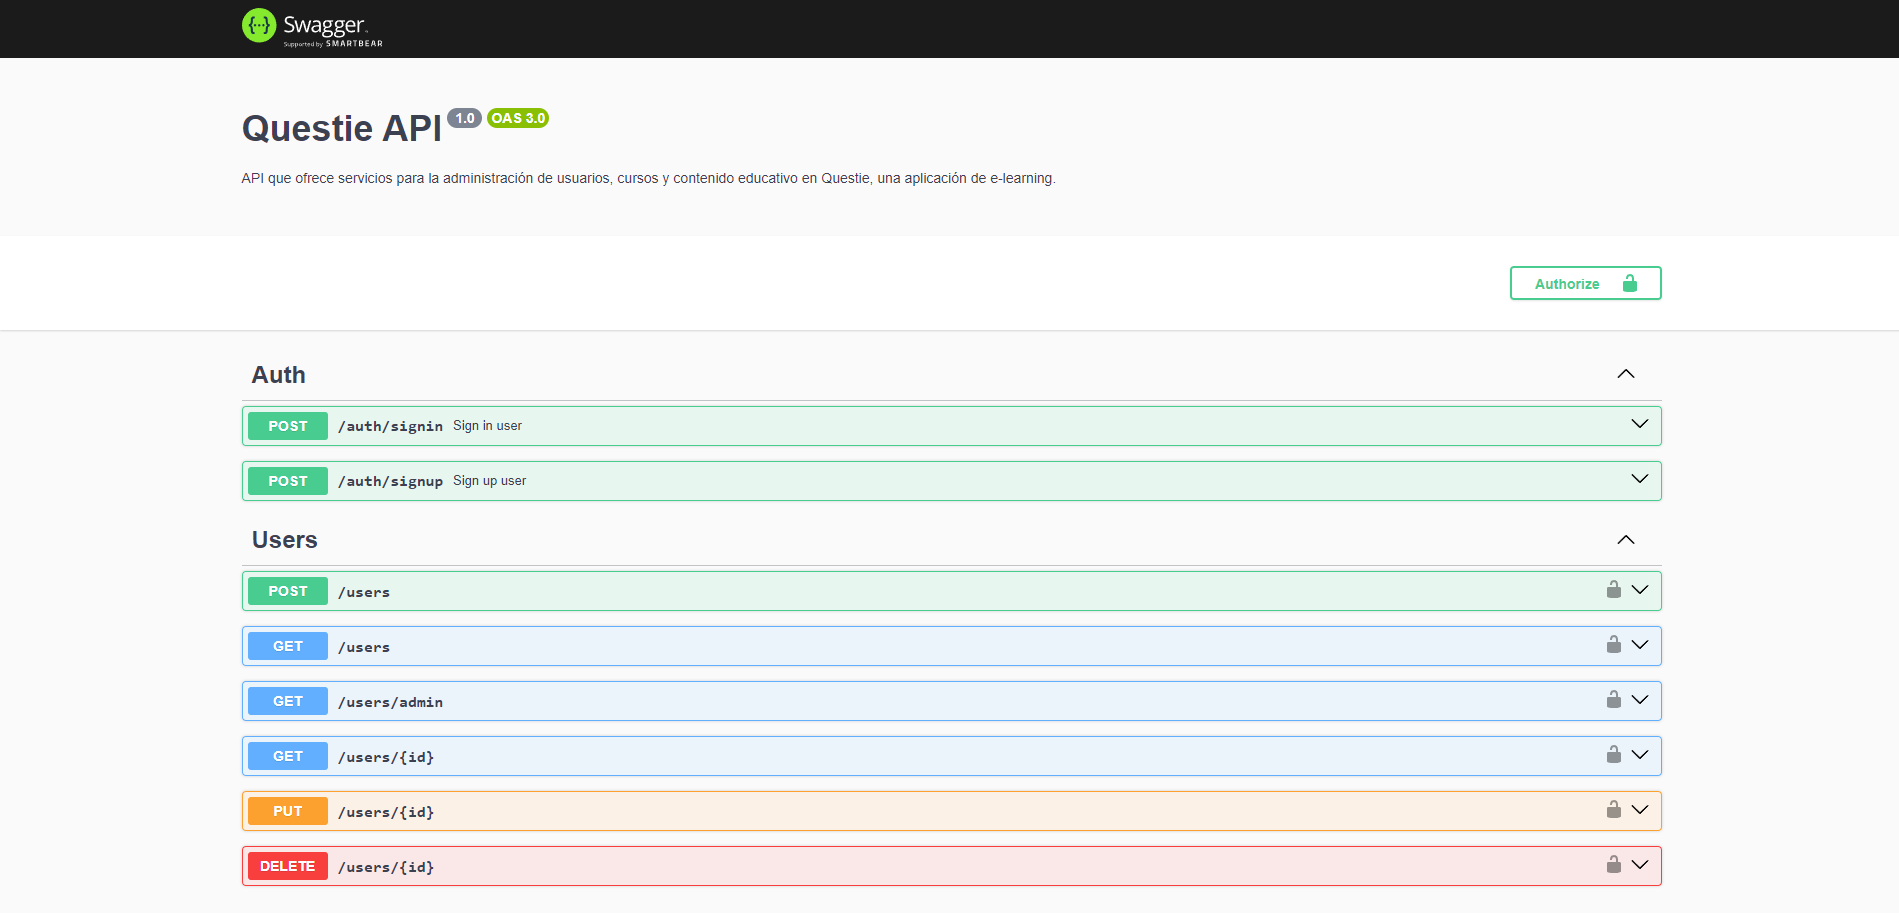 Swagger
Supported by SMARTBEAR
Questie API 1.0 OAS 3.0
API que ofrece servicios para la administración de usuarios, cursos y contenido educativo en Questie, una aplicación de e-learning.
Authorize
Auth
POST /auth/signin Sign in user
POST /auth/signup Sign up user
Users
POST /users
GET /users
GET /users/admin
GET /users/{id}
PUT /users/{id}
DELETE /users/{id}